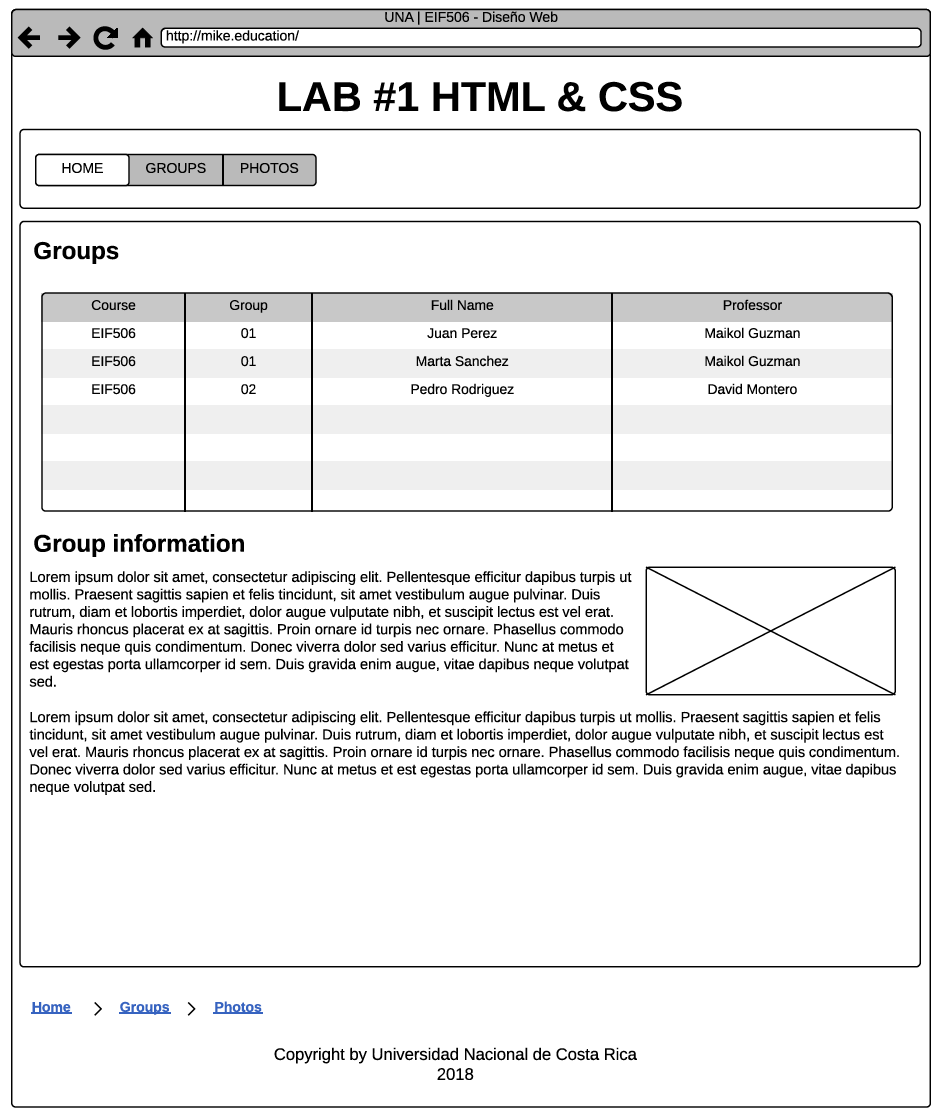 UNA | EIF506 - Diseño Web
http://mike.education/
LAB #1 HTML & CSS
HOME GROUPS PHOTOS
Groups
Course Group Full Name Professor
EIF506 01 Juan Perez Maikol Guzman
EIF506 01 Marta Sanchez Maikol Guzman
EIF506 02 Pedro Rodriguez David Montero
Group information
Lorem ipsum dolor sit amet, consectetur adipiscing elit. Pellentesque efficitur dapibus turpis ut
mollis. Praesent sagittis sapien et felis tincidunt, sit amet vestibulum augue pulvinar. Duis
rutrum, diam et lobortis imperdiet, dolor augue vulputate nibh, et suscipit lectus est vel erat.
Mauris rhoncus placerat ex at sagittis. Proin ornare id turpis nec ornare. Phasellus commodo
facilisis neque quis condimentum. Donec viverra dolor sed varius efficitur. Nunc at metus et
est egestas porta ullamcorper id sem. Duis gravida enim augue, vitae dapibus neque volutpat
sed.
Lorem ipsum dolor sit amet, consectetur adipiscing elit. Pellentesque efficitur dapibus turpis ut mollis. Praesent sagittis sapien et felis
tincidunt, sit amet vestibulum augue pulvinar. Duis rutrum, diam et lobortis imperdiet, dolor augue vulputate nibh, et suscipit lectus est
vel erat. Mauris rhoncus placerat ex at sagittis. Proin ornare id turpis nec ornare. Phasellus commodo facilisis neque quis condimentum.
Donec viverra dolor sed varius efficitur. Nunc at metus et est egestas porta ullamcorper id sem. Duis gravida enim augue, vitae dapibus
neque volutpat sed.
Home > Groups > Photos
Copyright by Universidad Nacional de Costa Rica
2018